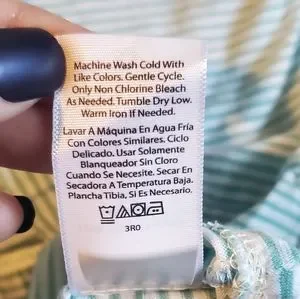 Machine Wash Cold With
Like Colors. Gentle Cycle.
Only Non Chlorine Bleach
As Needed. Tumble Dry Low.
Warm Iron If Needed.
Lavar A Máquina En Agua Fría
Con Colores Similares. Ciclo
Delicado. Usar Solamente
Blanqueador Sin Cloro
Cuando Se Necesite. Secar En
Secadora A Temperatura Baja.
Plancha Tibia, Si Es Necesario.
3R0